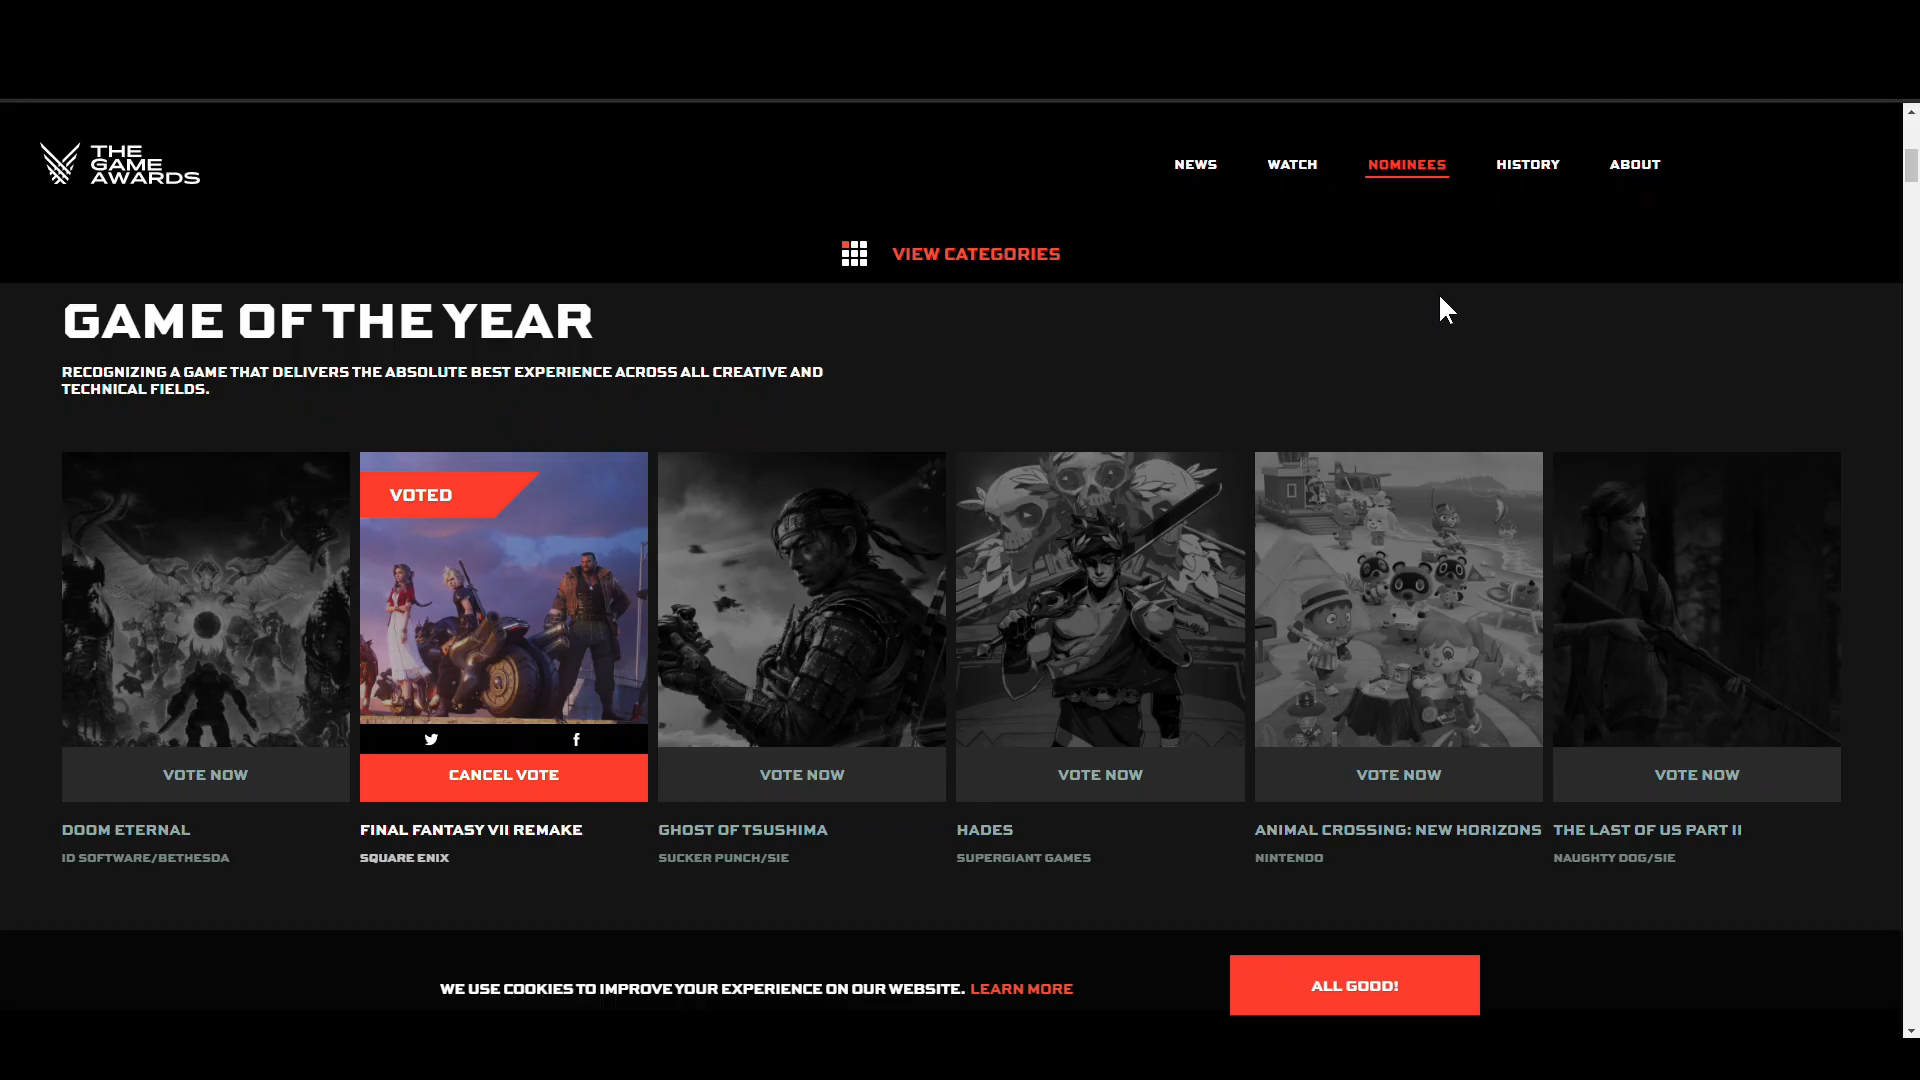 THE
GAME
AWARDS
NEWS WATCH NOMINEES HISTORY ABOUT
VIEW CATEGORIES
GAME OF THE YEAR
RECOGNIZING A GAME THAT DELIVERS THE ABSOLUTE BEST EXPERIENCE ACROSS ALL CREATIVE AND
TECHNICAL FIELDS.
VOTED
VOTE NOW CANCEL VOTE VOTE NOW VOTE NOW VOTE NOW VOTE NOW
DOOM ETERNAL FINAL FANTASY VII REMAKE GHOST OF TSUSHIMA HADES ANIMAL CROSSING: NEW HORIZONS THE LAST OF US PART II
ID SOFTWARE/BETHESDA SQUARE ENIX SUCKER PUNCH/SIE SUPERGIANT GAMES NINTENDO NAUGHTY DOG/SIE
WE USE COOKIES TO IMPROVE YOUR EXPERIENCE ON OUR WEBSITE. LEARN MORE ALL GOOD!